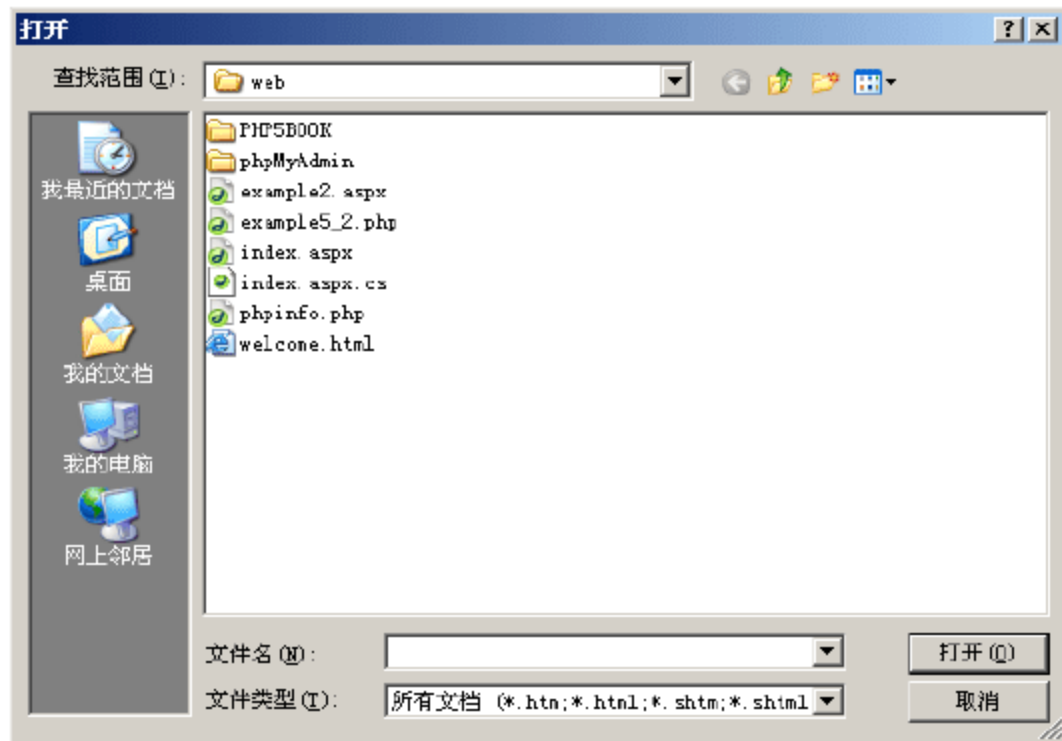 打开
查找范围(I):
web
我最近的文档
桌面
我的文档
我的电脑
网上邻居
PHP5BOOK
phpMyAdmin
example2.aspx
example5_2.php
index.aspx
index.aspx.cs
phpinfo.php
welcome.html
文件名(N):
打开(O)
文件类型(T):
所有文档 (*.htm;*.html;*.shtm;*.shtml
取消